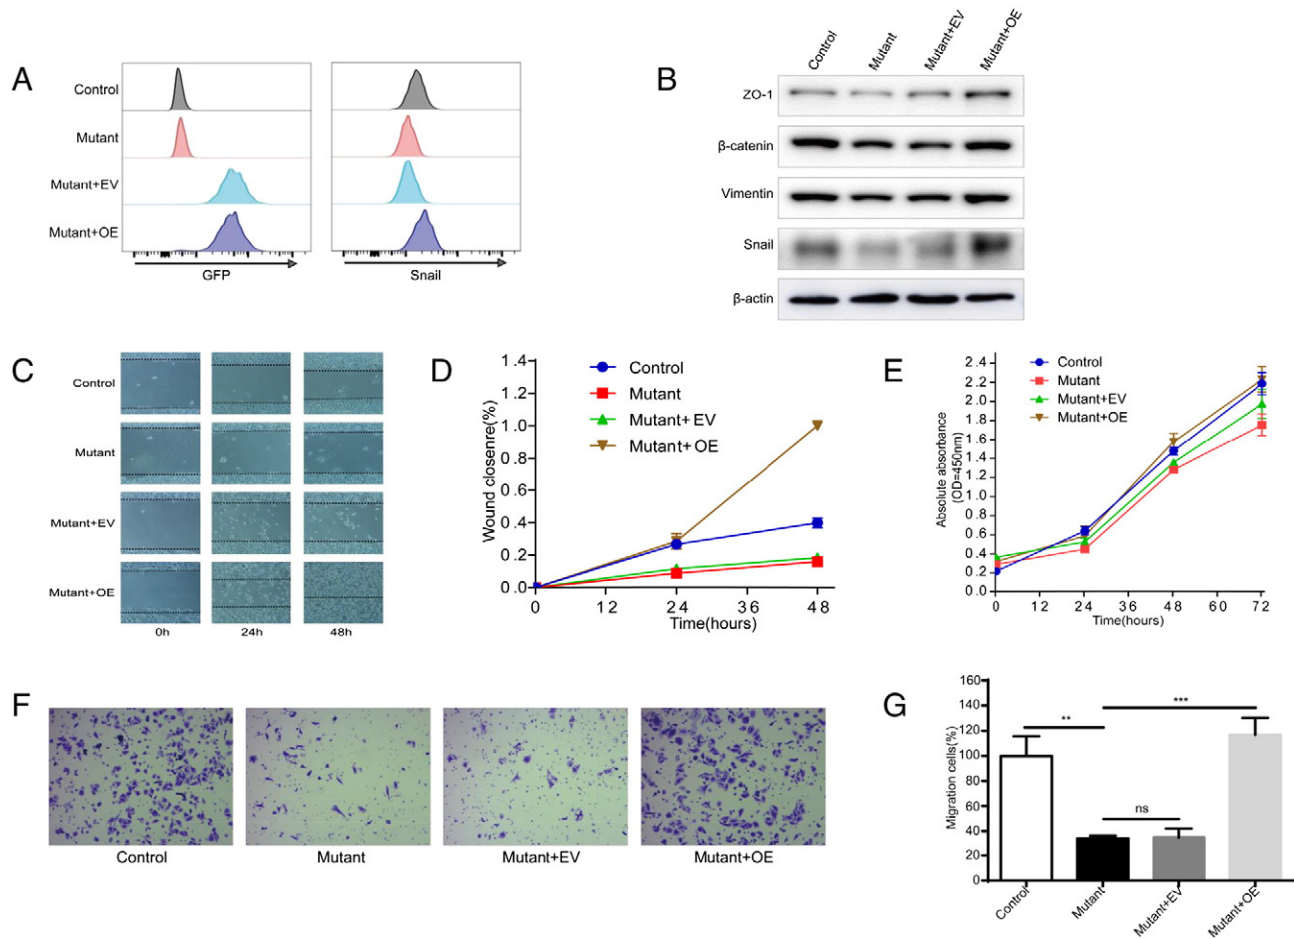 A
Control
Mutant
Mutant+EV
Mutant+OE
GFP
Snail
B
Control
Mutant
Mutant+EV
Mutant+OE
ZO-1
β-catenin
Vimentin
Snail
β-actin
C
Control
Mutant
Mutant+EV
Mutant+OE
0h
24h
48h
D
Wound closenre(%)
1.4
1.2
1.0
0.8
0.6
0.4
0.2
0.0
0
12
24
36
48
Time(hours)
Control
Mutant
Mutant+EV
Mutant+OE
E
Absolute absorbance
(OD=450nm)
2.4
2.2
2.0
1.8
1.6
1.4
1.2
1.0
0.8
0.6
0.4
0.2
0.0
0
12
24
36
48
60
72
Time(hours)
Control
Mutant
Mutant+EV
Mutant+OE
F
Control
Mutant
Mutant+EV
Mutant+OE
G
Migration cells(%)
160
140
120
100
80
60
40
20
0
**
***
ns
Control
Mutant
Mutant+EV
Mutant+OE